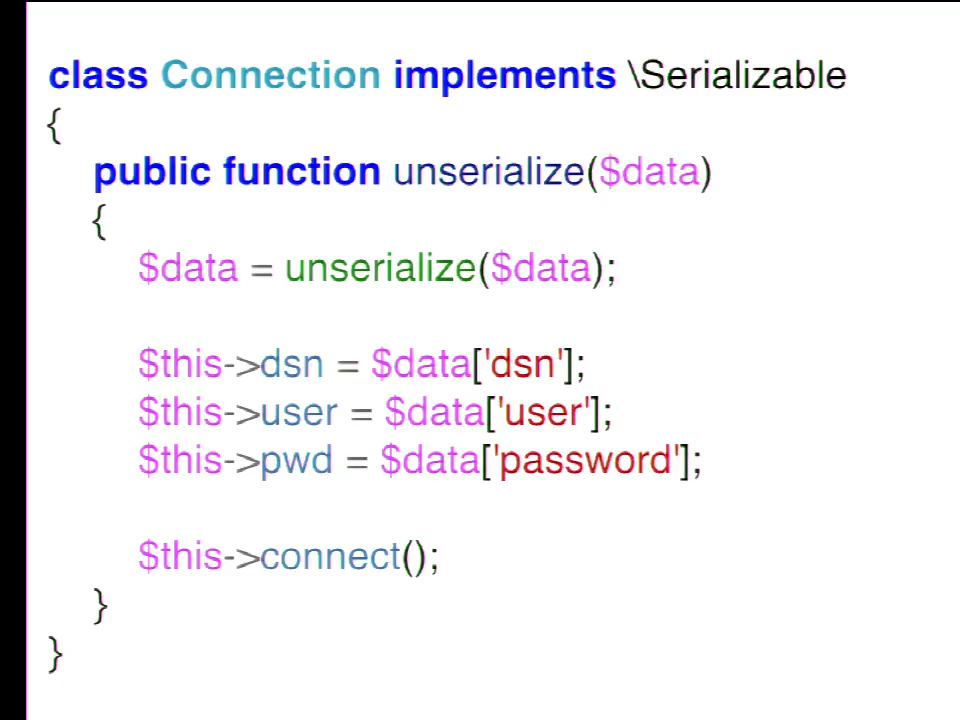 class Connection implements \Serializable
{
public function unserialize($data)
{
$data = unserialize($data);
$this->dsn = $data['dsn'];
$this->user = $data['user'];
$this->pwd = $data['password'];
$this->connect();
}
}